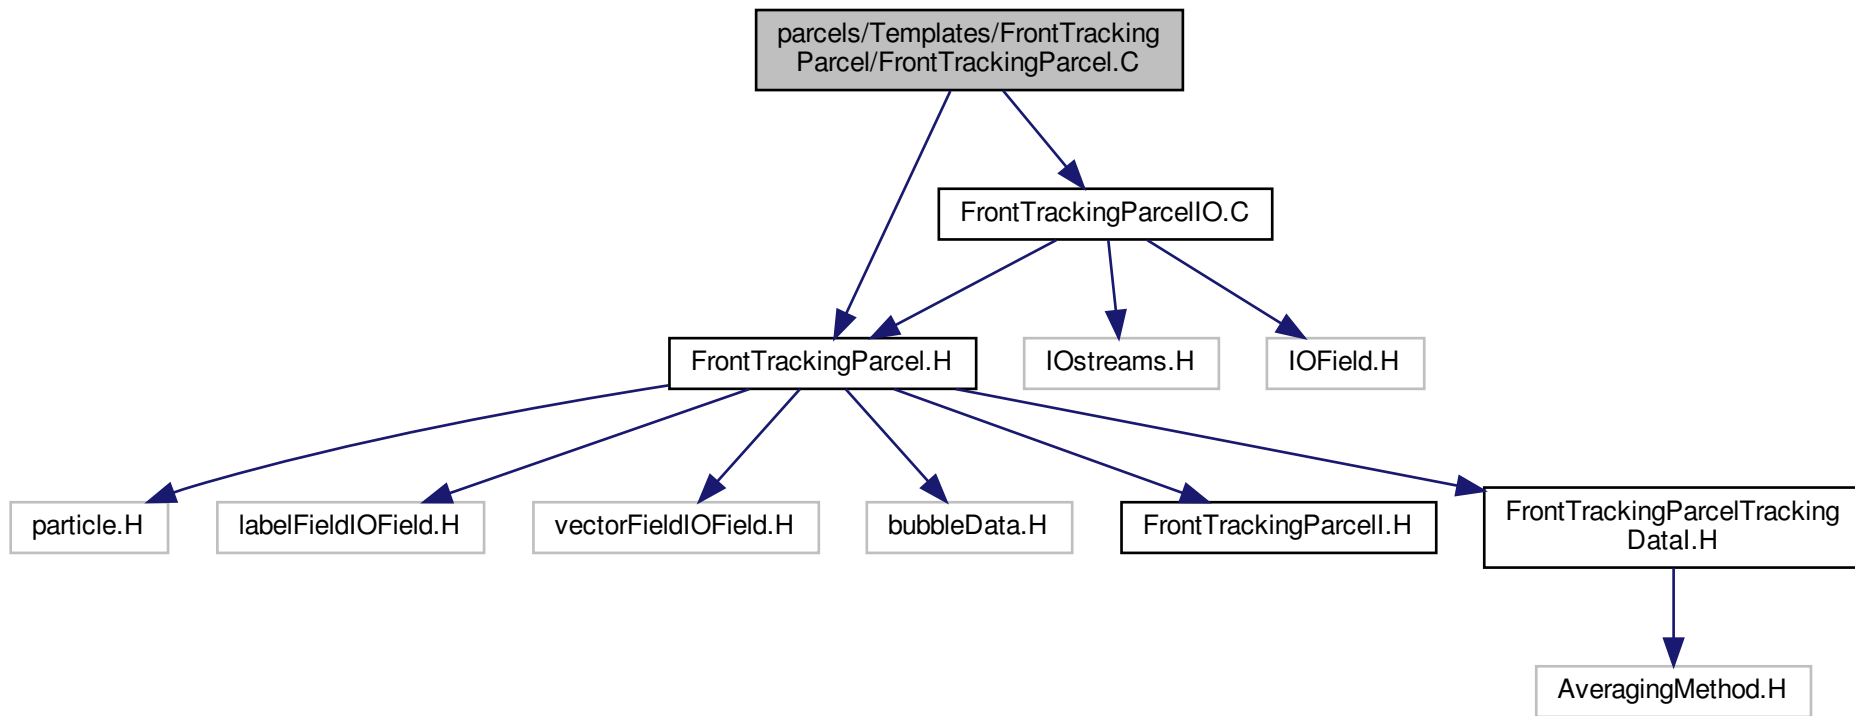 parcels/Templates/FrontTracking
Parcel/FrontTrackingParcel.C
FrontTrackingParcelIO.C
FrontTrackingParcel.H
IOstreams.H
IOField.H
particle.H
labelFieldIOField.H
vectorFieldIOField.H
bubbleData.H
FrontTrackingParcelI.H
FrontTrackingParcelTracking
DataI.H
AveragingMethod.H